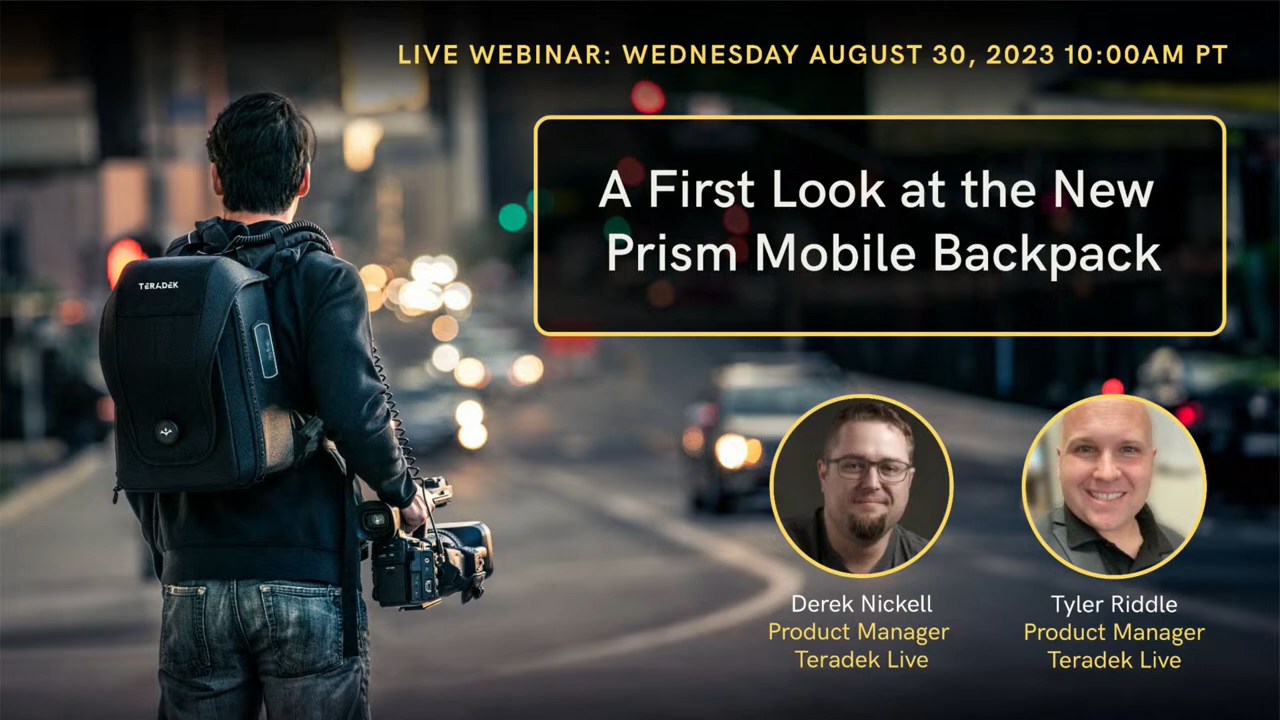 LIVE WEBINAR: WEDNESDAY AUGUST 30, 2023 10:00AM PT
A First Look at the New
Prism Mobile Backpack
TERADEK
Derek Nickell
Product Manager
Teradek Live
Tyler Riddle
Product Manager
Teradek Live